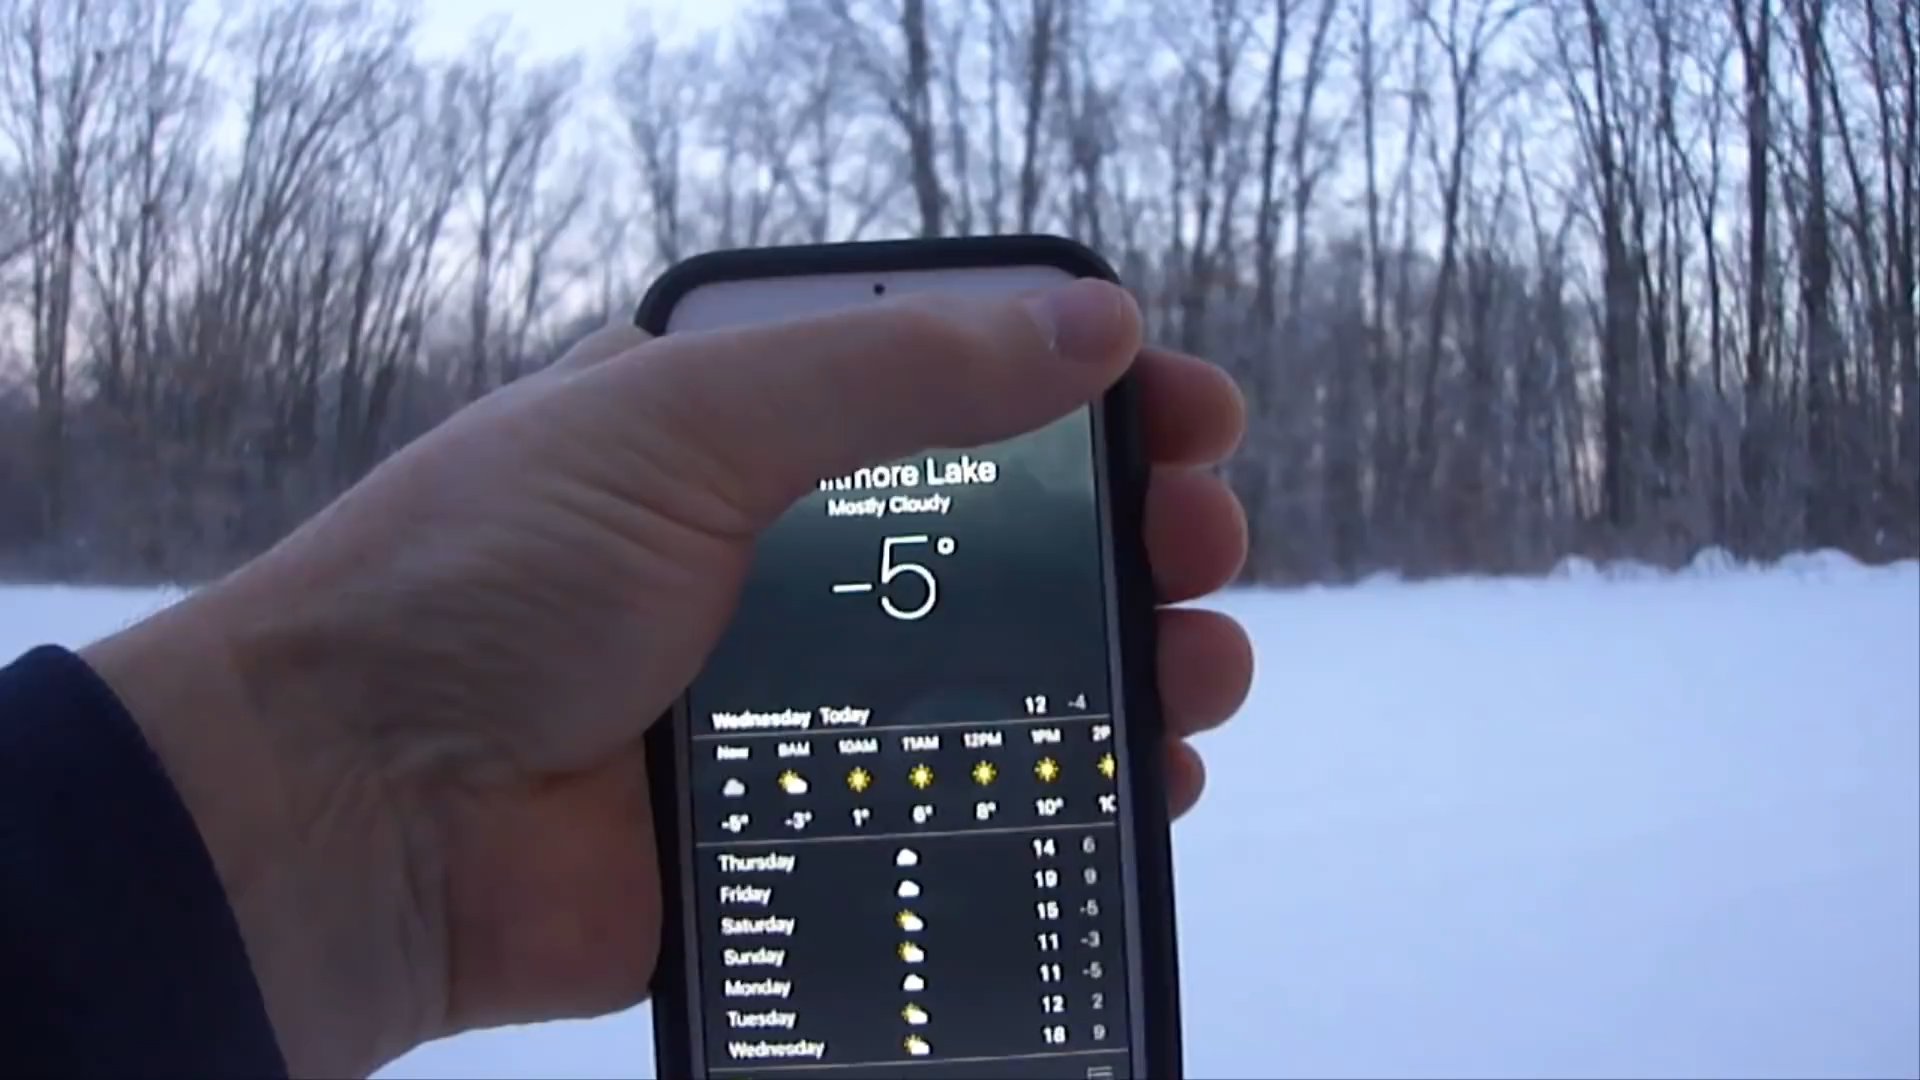 Lake
Mostly Cloudy
-5°
Wednesday Today 12 -4
Now 9AM 10AM 11AM 12PM 1PM 2P
-5° -3° 1° 6° 8° 10° 10
Thursday 14 6
Friday 19 9
Saturday 15 -5
Sunday 11 -3
Monday 11 -5
Tuesday 12 2
Wednesday 18 9